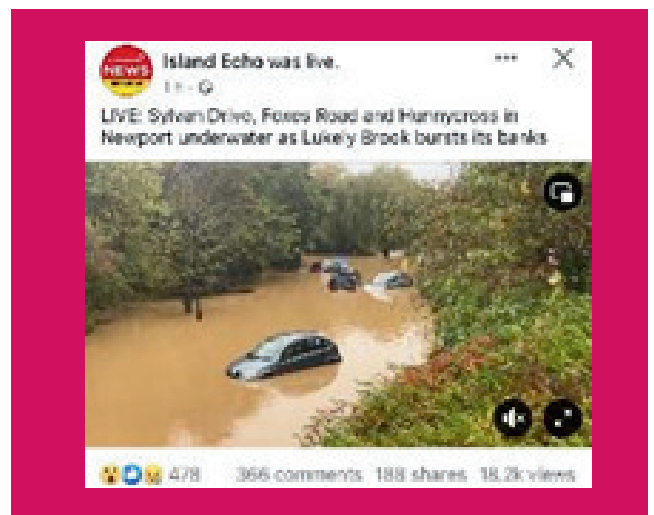 NEWS
Island Echo was live.
1 h ·
LIVE: Sylvan Drive, Foxes Road and Hunnycross in
Newport underwater as Lukely Brook bursts its banks
478 366 comments 188 shares 18.2k views